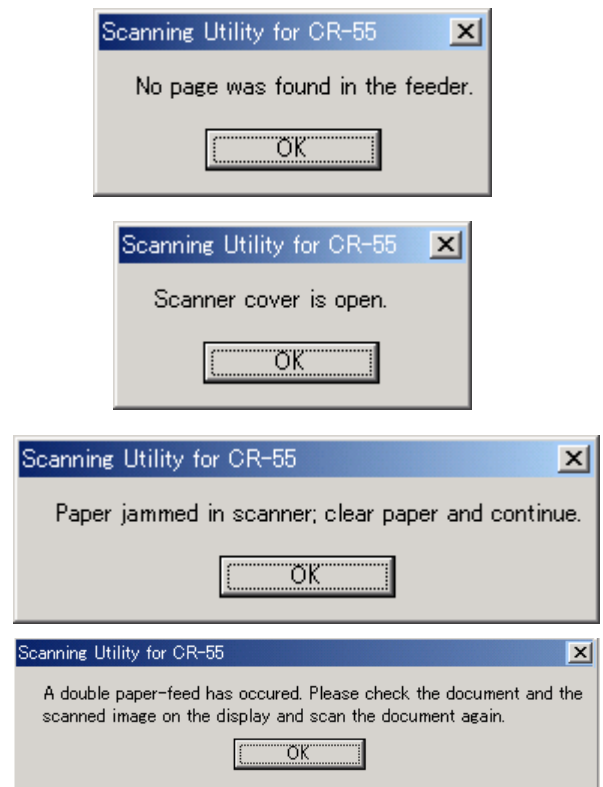 Scanning Utility for CR-55
No page was found in the feeder.
OK
Scanning Utility for CR-55
Scanner cover is open.
OK
Scanning Utility for CR-55
Paper jammed in scanner; clear paper and continue.
OK
Scanning Utility for CR-55
A double paper-feed has occured. Please check the document and the
scanned image on the display and scan the document again.
OK